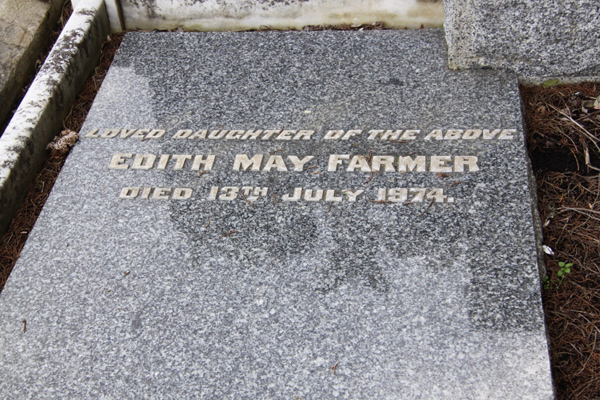 LOVED DAUGHTER OF THE ABOVE
EDITH MAY FARMER
DIED 13TH JULY 1974.